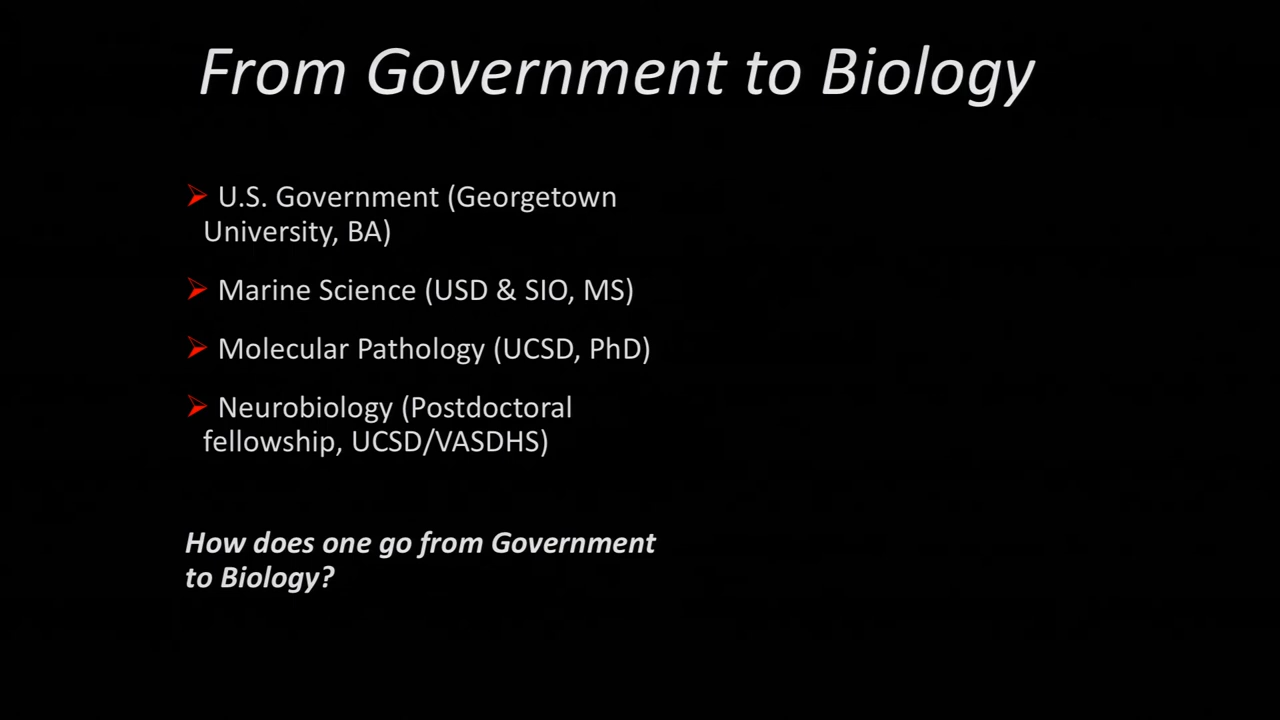 From Government to Biology
➢ U.S. Government (Georgetown
University, BA)
➢ Marine Science (USD & SIO, MS)
➢ Molecular Pathology (UCSD, PhD)
➢ Neurobiology (Postdoctoral
fellowship, UCSD/VASDHS)
How does one go from Government
to Biology?